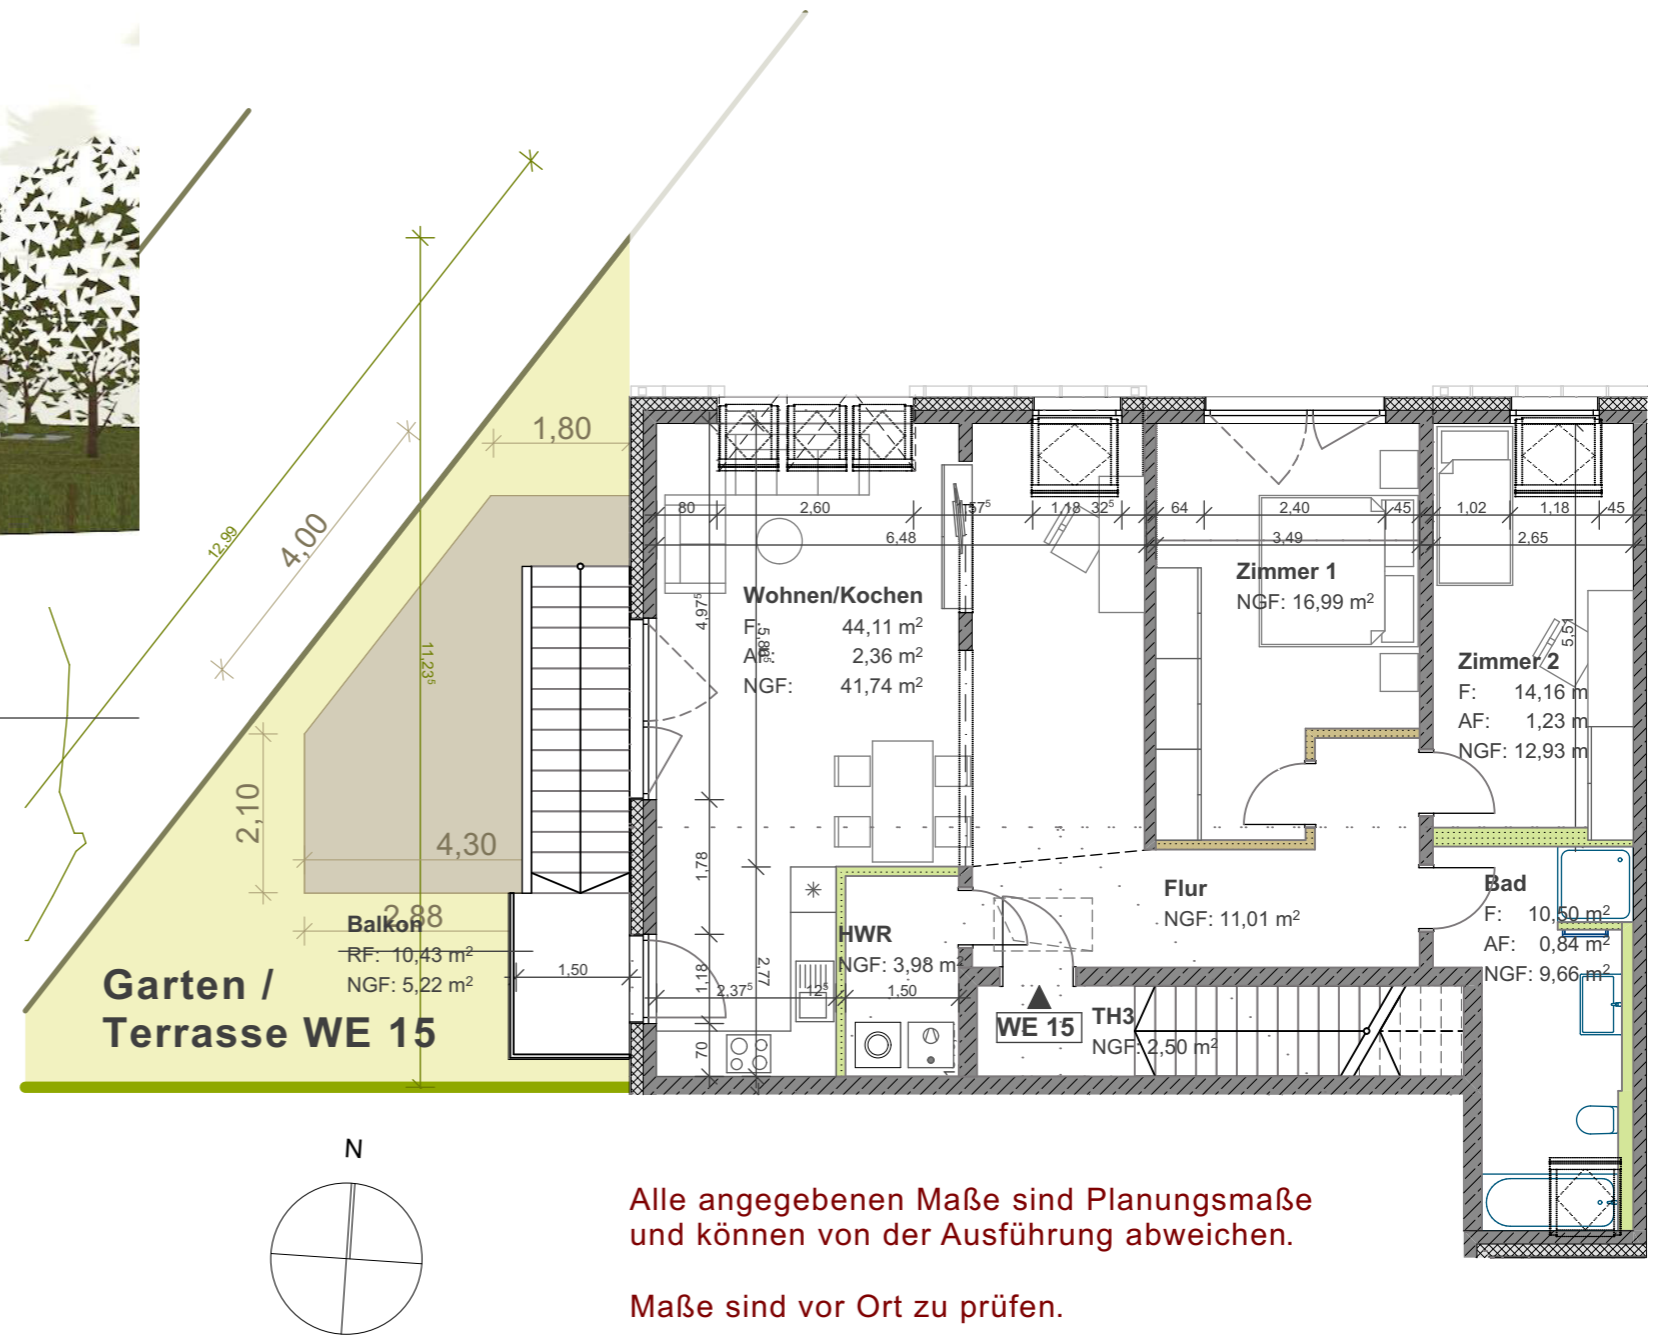 1,80
4,00
12,99
11,23⁵
2,10
4,30
2,88
Balkon
RF: 10,43 m²
NGF: 5,22 m²
1,50
Garten /
Terrasse WE 15
80
2,60
57⁵
1,18
32⁵
64
2,40
45
1,02
1,18
45
6,48
3,49
2,65
4,97⁵
Wohnen/Kochen
F: 44,11 m²
AF: 2,36 m²
NGF: 41,74 m²
Zimmer 1
NGF: 16,99 m²
5,51
Zimmer 2
F: 14,16 m
AF: 1,23 m
NGF: 12,93 m
1,78
1,18
70
2,77
2,37⁵
12⁵
1,50
HWR
NGF: 3,98 m²
Flur
NGF: 11,01 m²
Bad
F: 10,50 m²
AF: 0,84 m²
NGF: 9,66 m²
WE 15
TH3
NGF: 2,50 m²
N
Alle angegebenen Maße sind Planungsmaße
und können von der Ausführung abweichen.
Maße sind vor Ort zu prüfen.